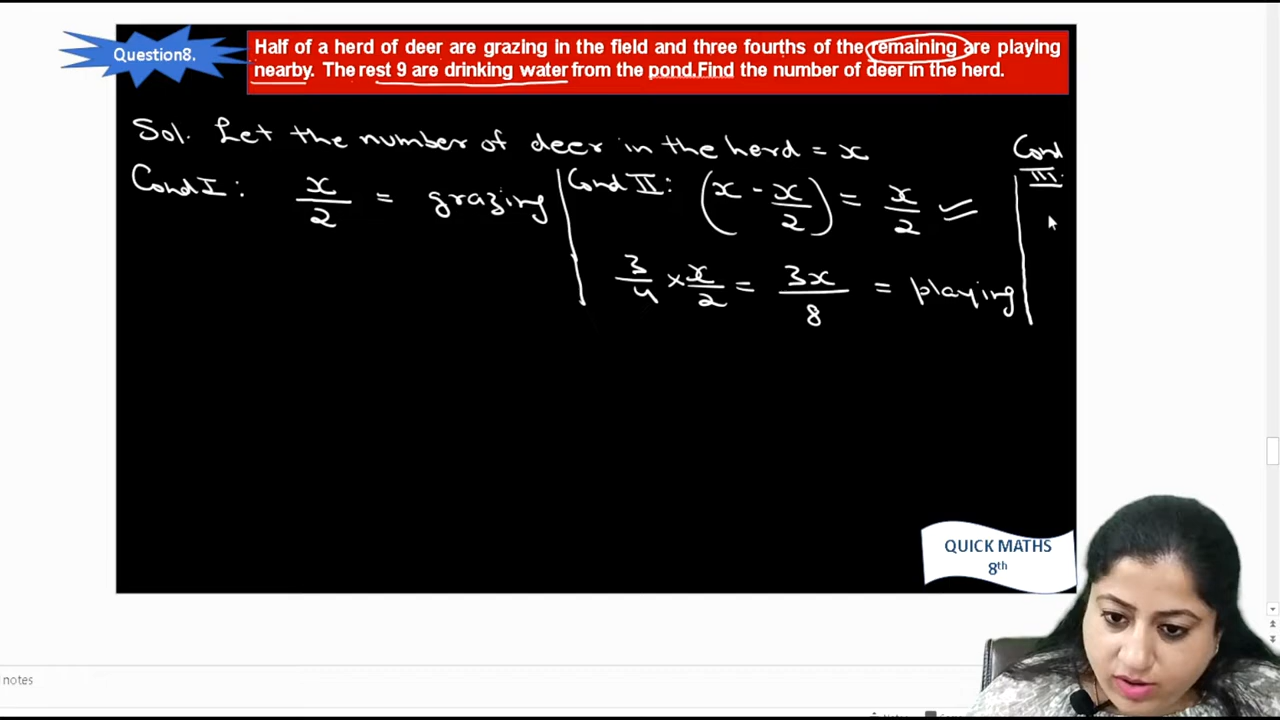 Question8.
Half of a herd of deer are grazing in the field and three fourths of the remaining are playing
nearby. The rest 9 are drinking water from the pond.Find the number of deer in the herd.
Sol. Let the number of deer in the herd = x
Cond I: x/2 = grazing
Cond II: (x - x/2) = x/2
3/4 × x/2 = 3x/8 = playing
Cond
III:
QUICK MATHS
8th
notes